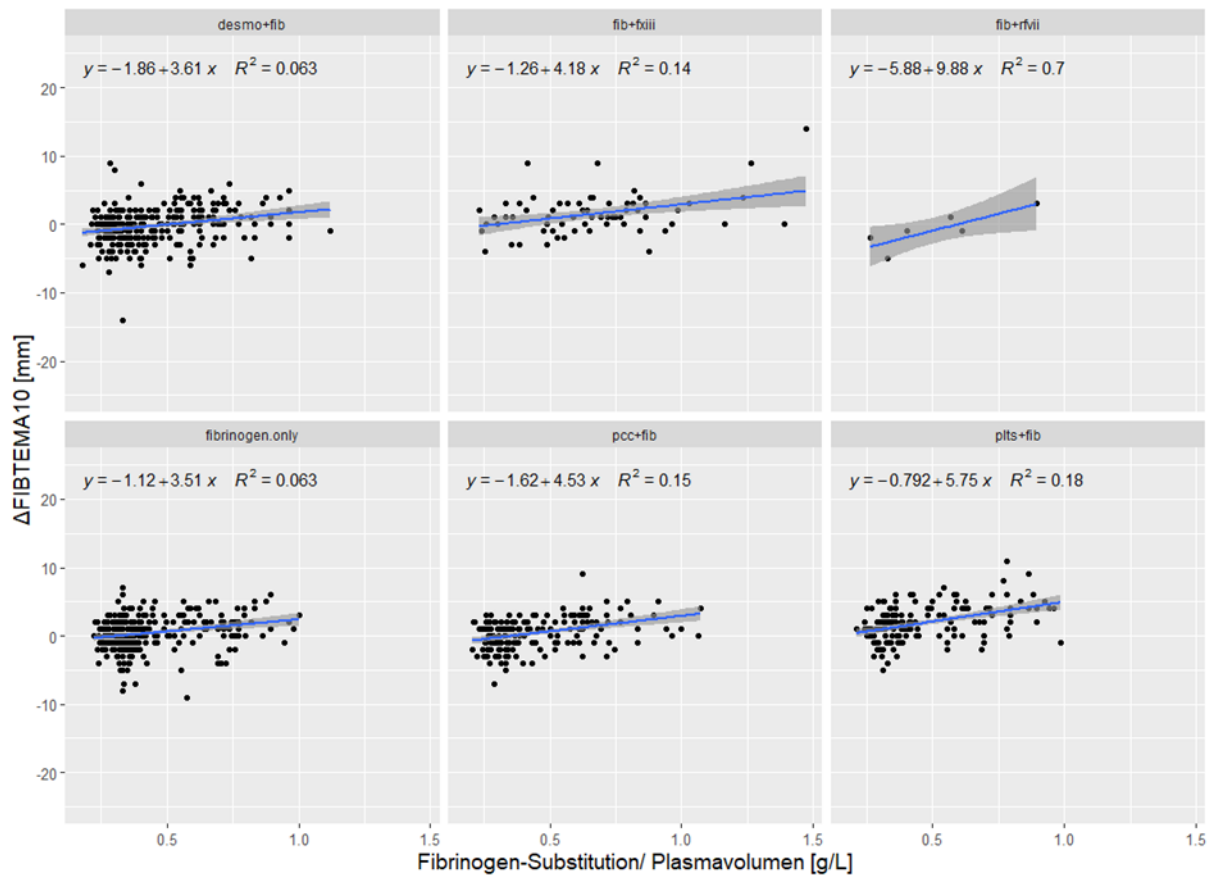 desmo+fib
fib+fxiii
fib+rfvii
y = −1.86 + 3.61 x R² = 0.063
y = −1.26 + 4.18 x R² = 0.14
y = −5.88 + 9.88 x R² = 0.7
20
10
0
-10
-20
fibrinogen.only
pcc+fib
plts+fib
y = −1.12 + 3.51 x R² = 0.063
y = −1.62 + 4.53 x R² = 0.15
y = −0.792 + 5.75 x R² = 0.18
20
10
0
-10
-20
ΔFIBTEMA10 [mm]
0.5 1.0 1.5 0.5 1.0 1.5 0.5 1.0 1.5
Fibrinogen-Substitution/ Plasmavolumen [g/L]